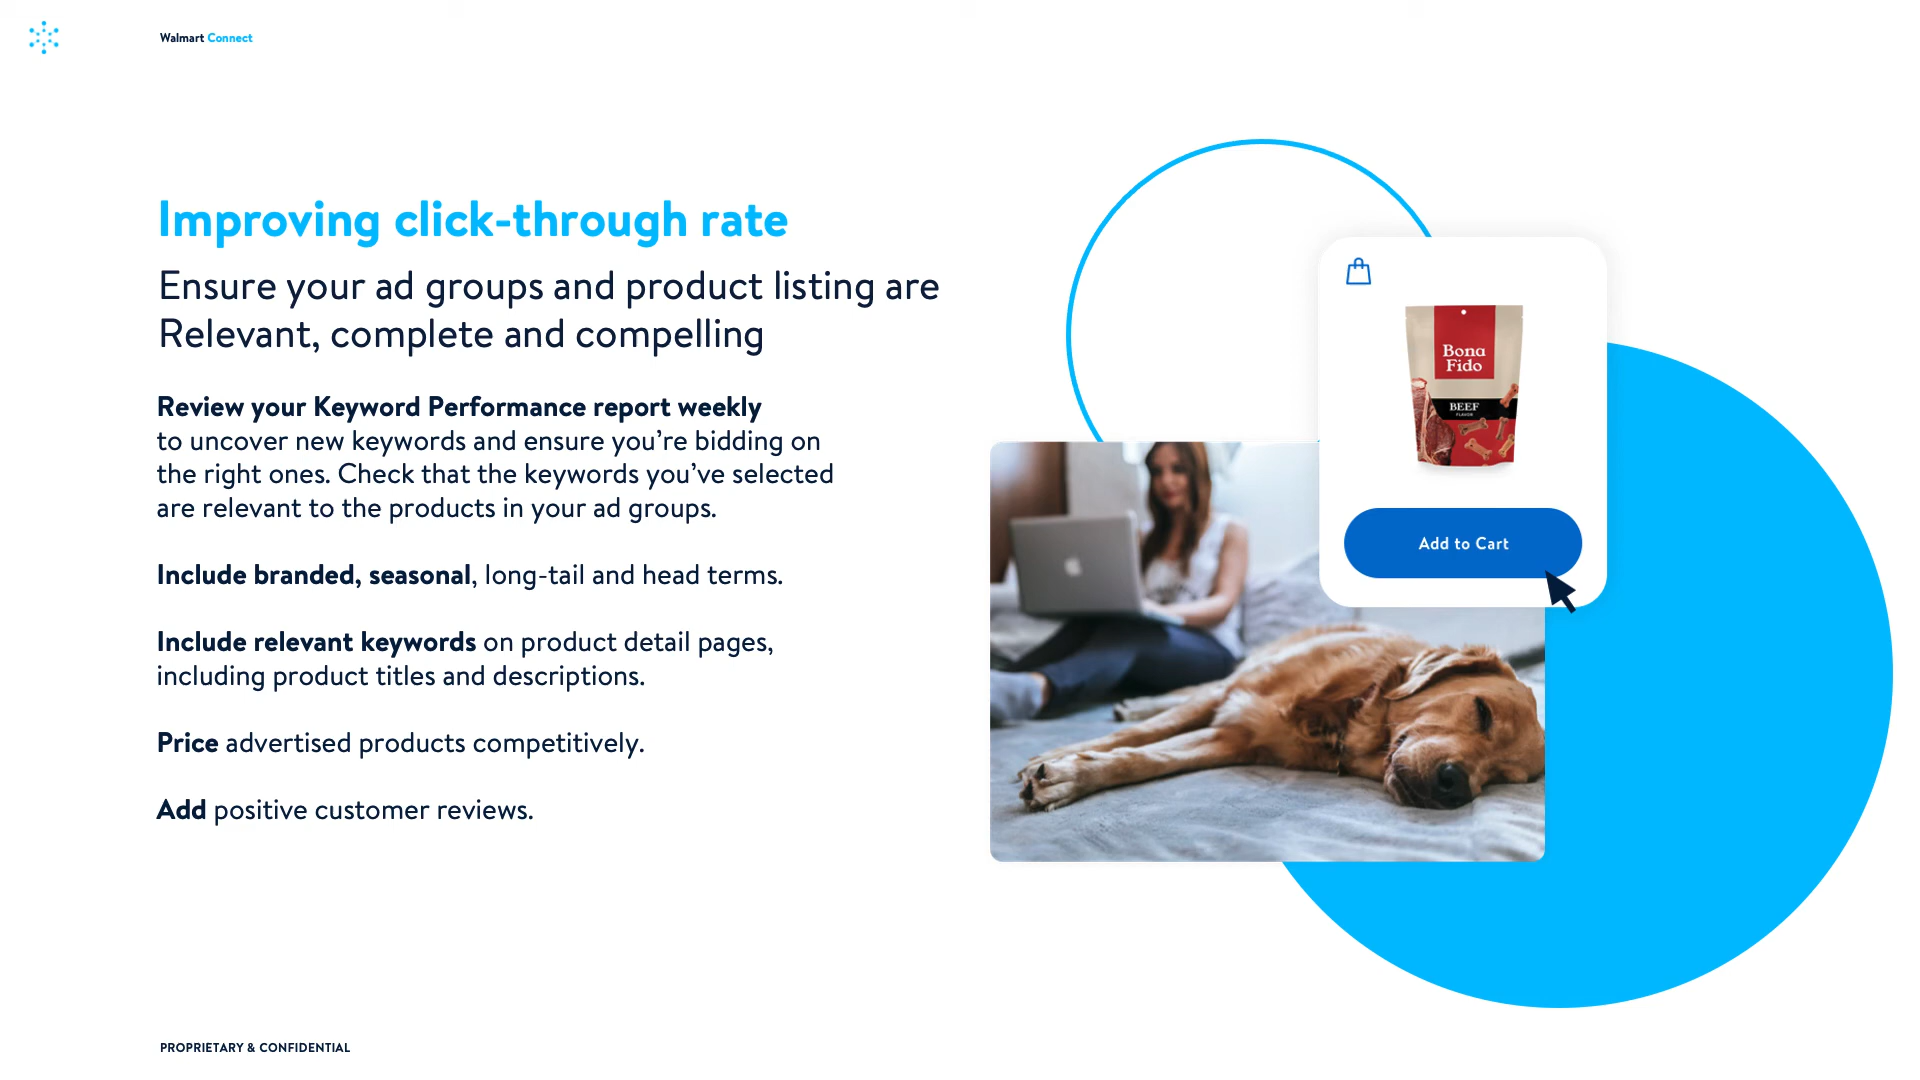 Walmart Connect
Improving click-through rate
Ensure your ad groups and product listing are
Relevant, complete and compelling
Review your Keyword Performance report weekly
to uncover new keywords and ensure you’re bidding on
the right ones. Check that the keywords you’ve selected
are relevant to the products in your ad groups.
Include branded, seasonal, long-tail and head terms.
Include relevant keywords on product detail pages,
including product titles and descriptions.
Price advertised products competitively.
Add positive customer reviews.
Bona
Fido
BEEF
FLAVOR
Add to Cart
PROPRIETARY & CONFIDENTIAL